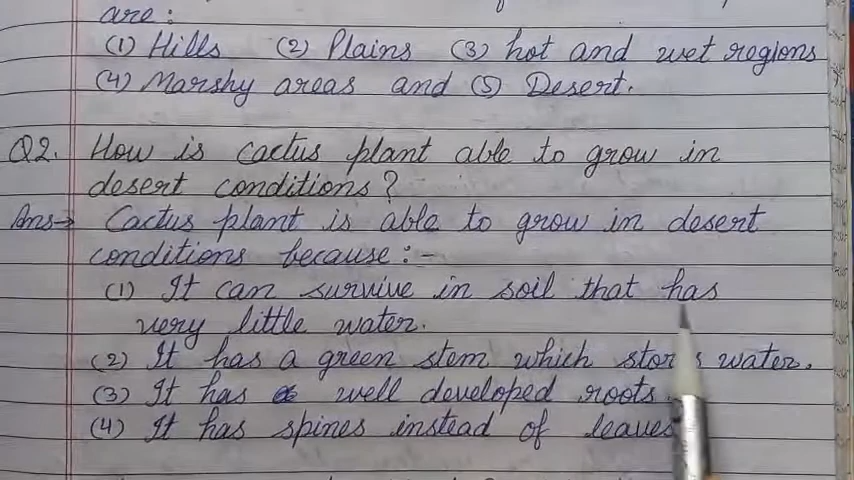 are:
(1) Hills (2) Plains (3) hot and wet regions
(4) Marshy areas and (5) Desert.
Q2. How is cactus plant able to grow in
desert conditions?
Ans→ Cactus plant is able to grow in desert
conditions because:-
(1) It can survive in soil that has
very little water.
(2) It has a green stem which stores water.
(3) It has well developed roots.
(4) It has spines instead of leaves